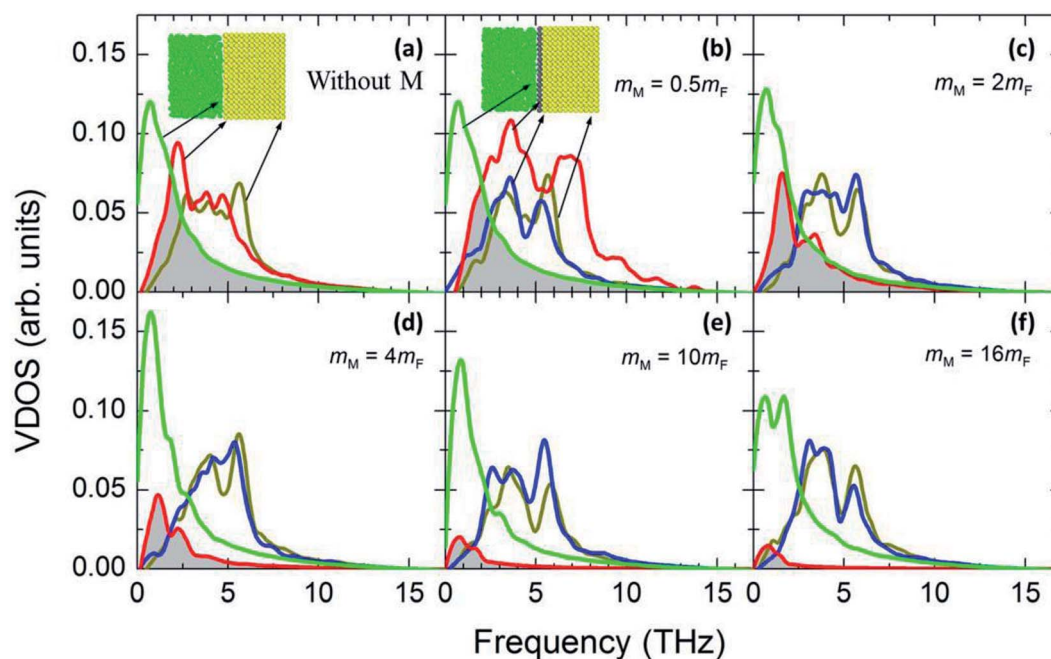 VDOS (arb. units)
0.15
0.10
0.05
0.00
(a)
Without M
(b)
m_M = 0.5m_F
(c)
m_M = 2m_F
0.15
0.10
0.05
0.00
(d)
m_M = 4m_F
(e)
m_M = 10m_F
(f)
m_M = 16m_F
0 5 10 15 0 5 10 15 0 5 10 15
Frequency (THz)